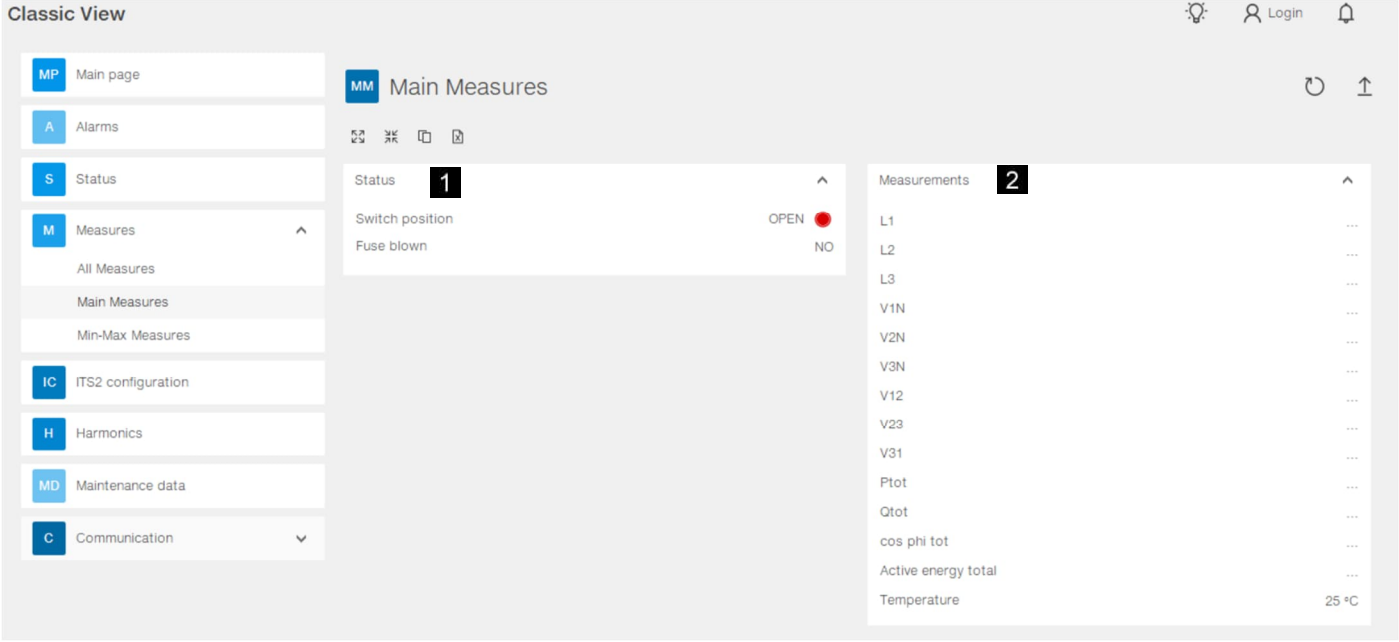 Classic View
Login
MP Main page
A Alarms
S Status
M Measures
All Measures
Main Measures
Min-Max Measures
IC ITS2 configuration
H Harmonics
MD Maintenance data
C Communication
MM Main Measures
Status 1
Switch position OPEN
Fuse blown NO
Measurements 2
L1 ...
L2 ...
L3 ...
V1N ...
V2N ...
V3N ...
V12 ...
V23 ...
V31 ...
Ptot ...
Qtot ...
cos phi tot ...
Active energy total ...
Temperature 25 °C